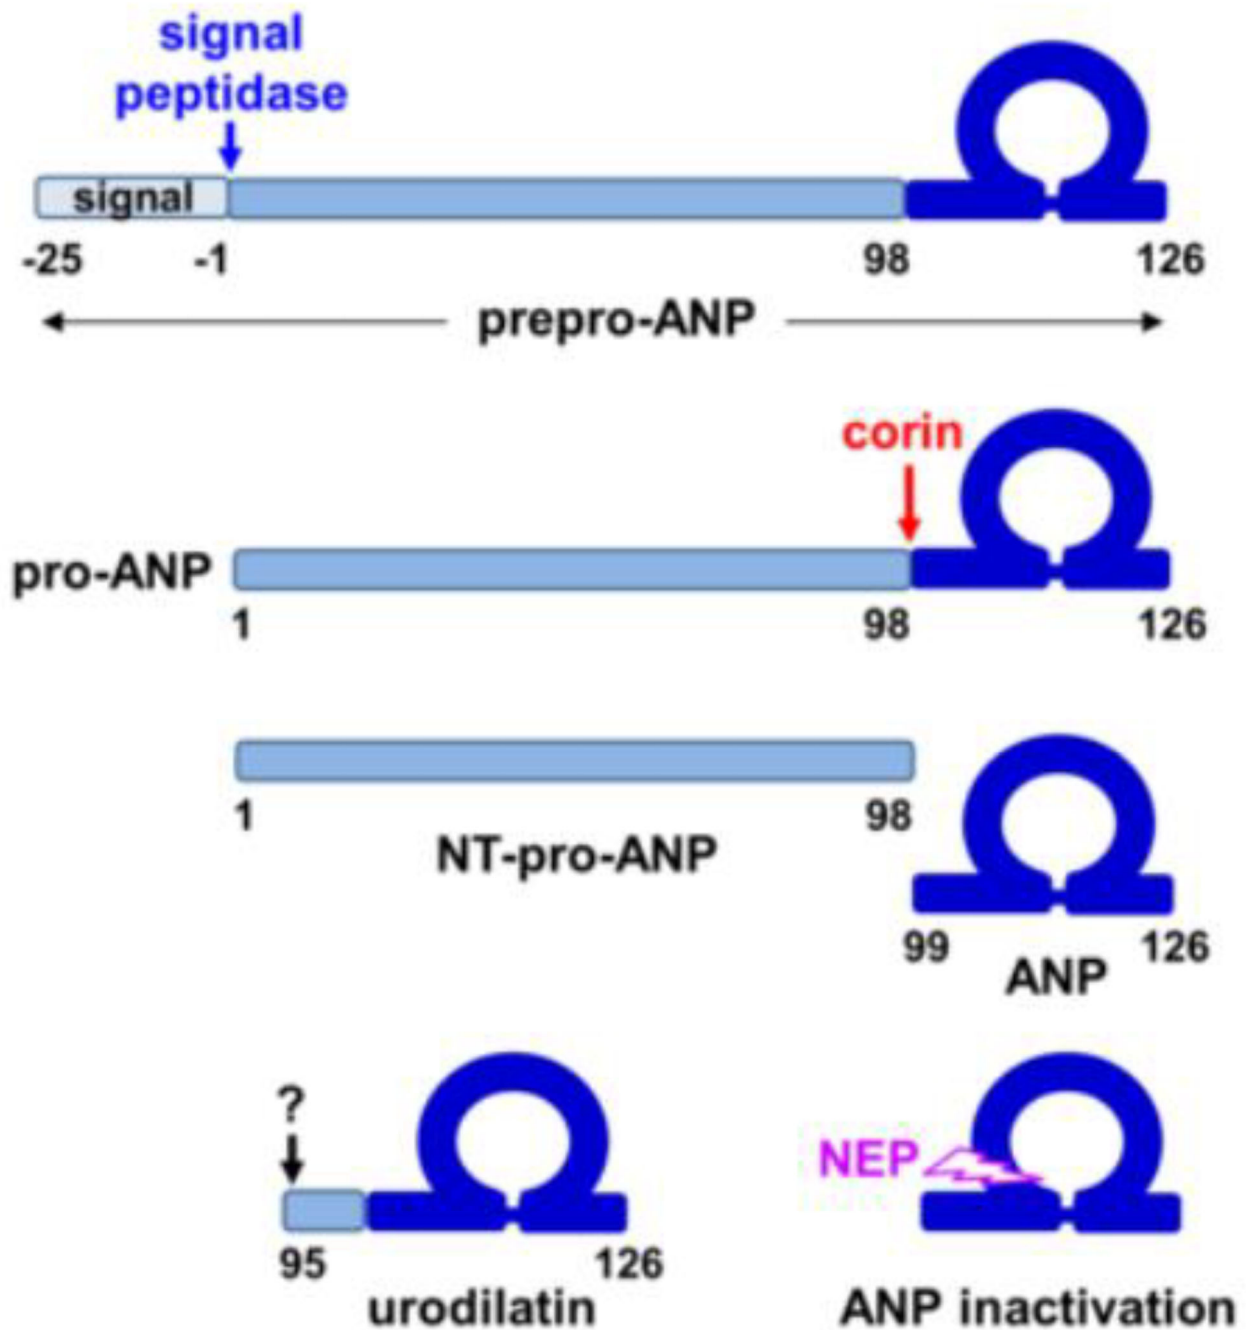 signal
peptidase
signal
-25 -1 98 126
prepro-ANP
corin
pro-ANP
1 98 126
1 98
NT-pro-ANP
99 126
ANP
?
NEP
95 126
urodilatin
ANP inactivation